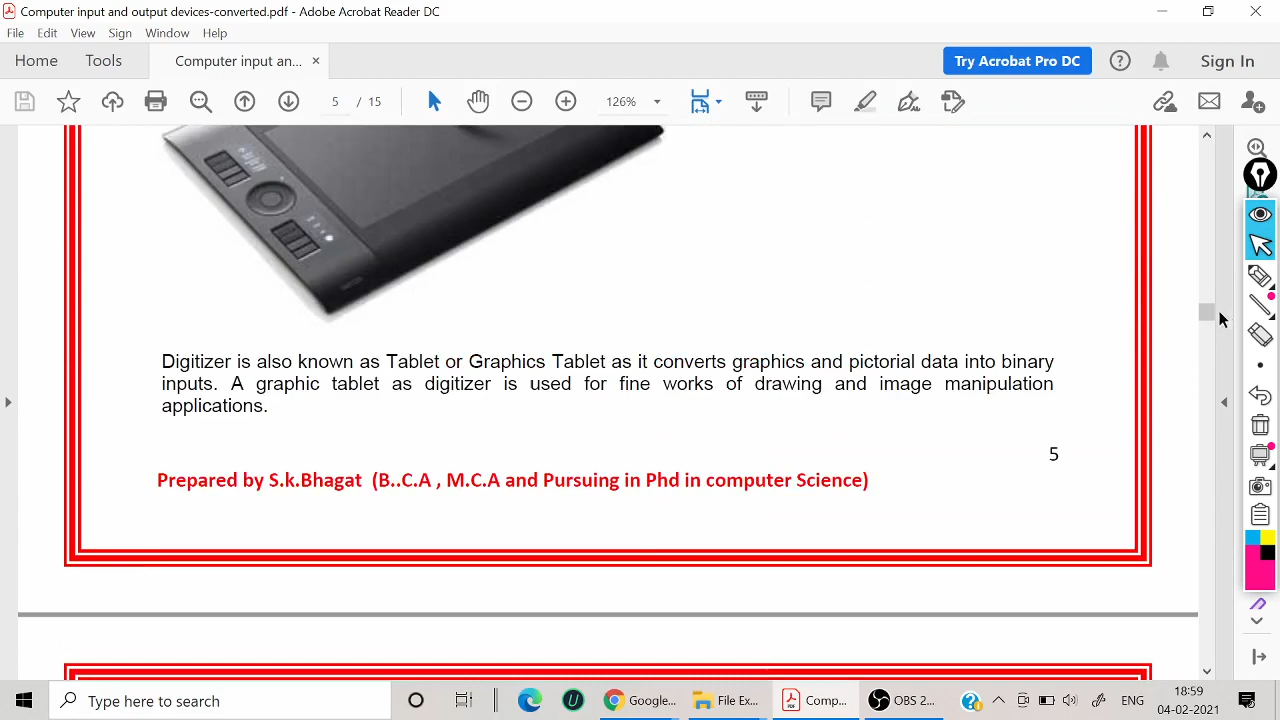 Computer input and output devices-converted.pdf - Adobe Acrobat Reader DC
File Edit View Sign Window Help
Home Tools Computer input an... × Try Acrobat Pro DC Sign In
5 / 15 126%
Digitizer is also known as Tablet or Graphics Tablet as it converts graphics and pictorial data into binary
inputs. A graphic tablet as digitizer is used for fine works of drawing and image manipulation
applications.
5
Prepared by S.k.Bhagat (B..C.A , M.C.A and Pursuing in Phd in computer Science)
Type here to search Google... File Ex... Comp... OBS 2... ENG 18:59
04-02-2021